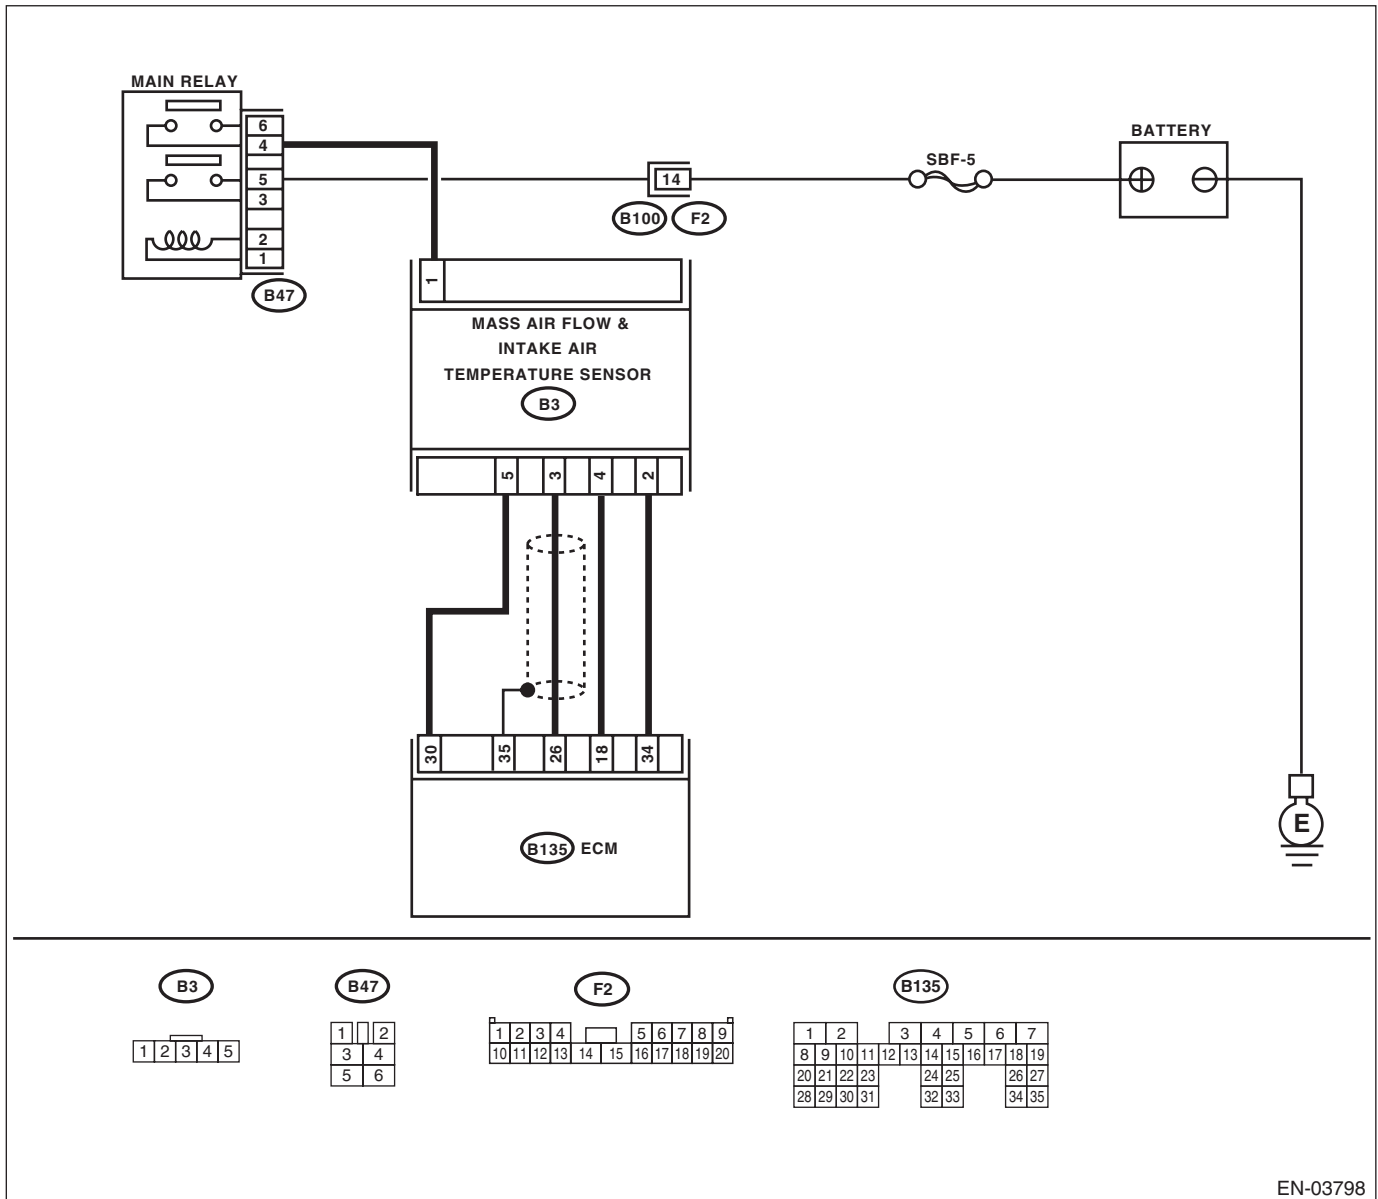 MAIN RELAY
6
4
5
3
2
1
B47
14
B100 F2
SBF-5
BATTERY
1
MASS AIR FLOW &
INTAKE AIR
TEMPERATURE SENSOR
B3
5 3 4 2
30 35 26 18 34
B135 ECM
E
B3
1 2 3 4 5
B47
1 2
3 4
5 6
F2
1 2 3 4 5 6 7 8 9
10 11 12 13 14 15 16 17 18 19 20
B135
1 2 3 4 5 6 7
8 9 10 11 12 13 14 15 16 17 18 19
20 21 22 23 24 25 26 27
28 29 30 31 32 33 34 35
EN-03798